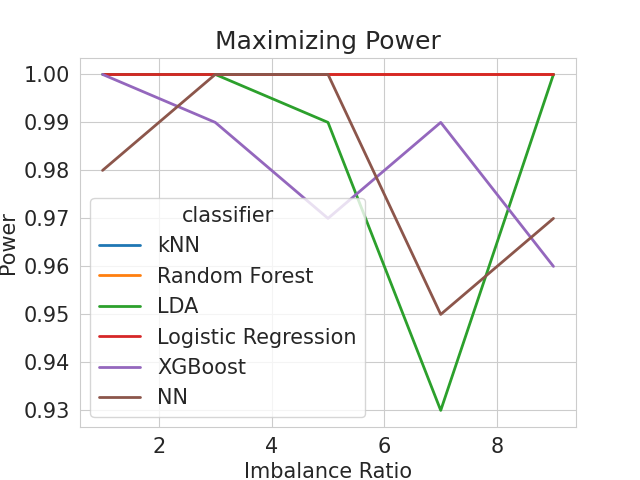 Maximizing Power
1.00
0.99
0.98
0.97
0.96
0.95
0.94
0.93
Power
classifier
kNN
Random Forest
LDA
Logistic Regression
XGBoost
NN
2 4 6 8
Imbalance Ratio